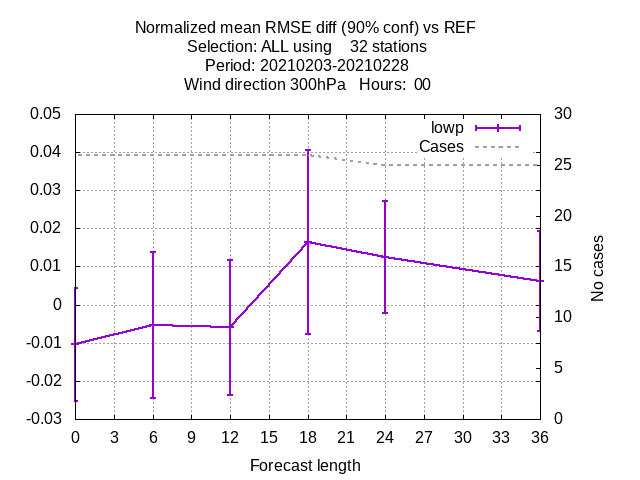 Normalized mean RMSE diff (90% conf) vs REF
Selection: ALL using    32 stations
Period: 20210203-20210228
Wind direction 300hPa   Hours:  00
0.05
0.04
0.03
0.02
0.01
0
-0.01
-0.02
-0.03
lowp
Cases
30
25
20
15
10
5
0
No cases
0 3 6 9 12 15 18 21 24 27 30 33 36
Forecast length